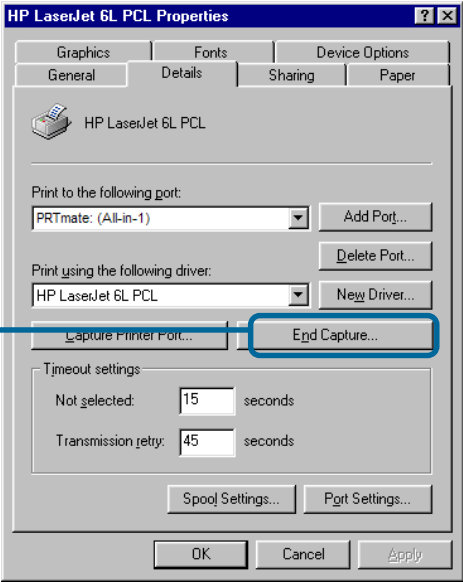 HP LaserJet 6L PCL Properties
Graphics Fonts Device Options
General Details Sharing Paper
HP LaserJet 6L PCL
Print to the following port:
PRTmate: (All-in-1) Add Port...
Delete Port...
Print using the following driver:
HP LaserJet 6L PCL New Driver...
Capture Printer Port... End Capture...
Timeout settings
Not selected: 15 seconds
Transmission retry: 45 seconds
Spool Settings... Port Settings...
OK Cancel Apply